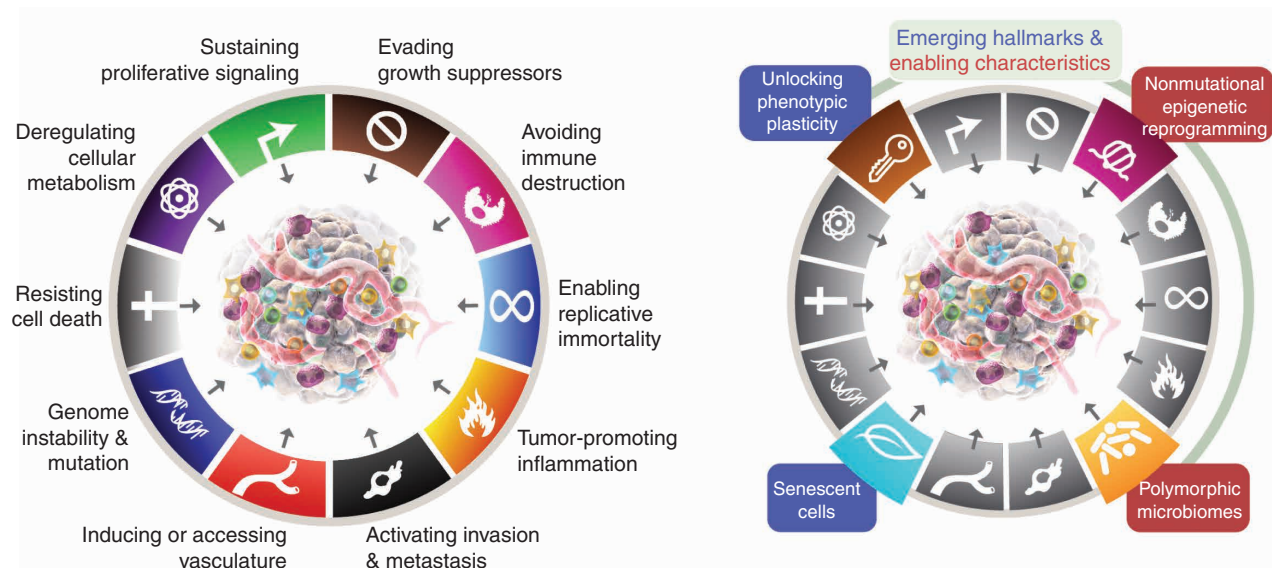 Sustaining
proliferative signaling
Evading
growth suppressors
Deregulating
cellular
metabolism
Avoiding
immune
destruction
Resisting
cell death
Enabling
replicative
immortality
Genome
instability &
mutation
Tumor-promoting
inflammation
Inducing or accessing
vasculature
Activating invasion
& metastasis
Emerging hallmarks &
enabling characteristics
Unlocking
phenotypic
plasticity
Nonmutational
epigenetic
reprogramming
Senescent
cells
Polymorphic
microbiomes